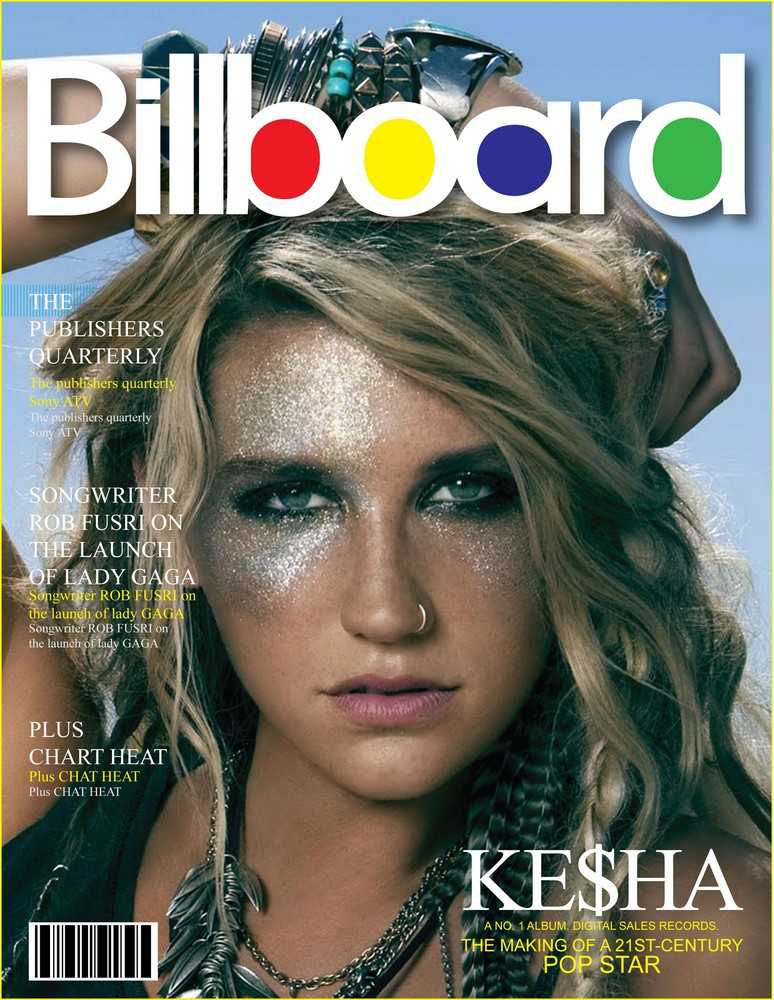 Billboard
THE
PUBLISHERS
QUARTERLY
The publishers quarterly
Sony ATV
The publishers quarterly
Sony ATV
SONGWRITER
ROB FUSRI ON
THE LAUNCH
OF LADY GAGA
Songwriter ROB FUSRI on
the launch of lady GAGA
Songwriter ROB FUSRI on
the launch of lady GAGA
PLUS
CHART HEAT
Plus CHAT HEAT
Plus CHAT HEAT
KE$HA
A NO. 1 ALBUM. DIGITAL SALES RECORDS.
THE MAKING OF A 21ST-CENTURY
POP STAR